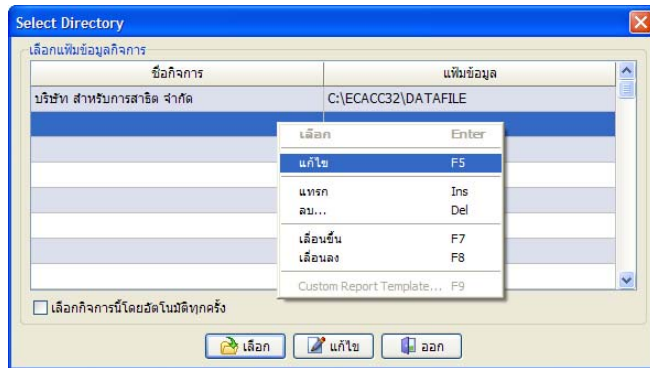 Select Directory
เลือกแฟ้มข้อมูลกิจการ
ชื่อกิจการ แฟ้มข้อมูล
บริษัท สำหรับการสาธิต จำกัด C:\ECACC32\DATAFILE
เลือก Enter
แก้ไข F5
แทรก Ins
ลบ... Del
เลื่อนขึ้น F7
เลื่อนลง F8
Custom Report Template... F9
เลือกกิจการนี้โดยอัตโนมัติทุกครั้ง
เลือก แก้ไข ออก